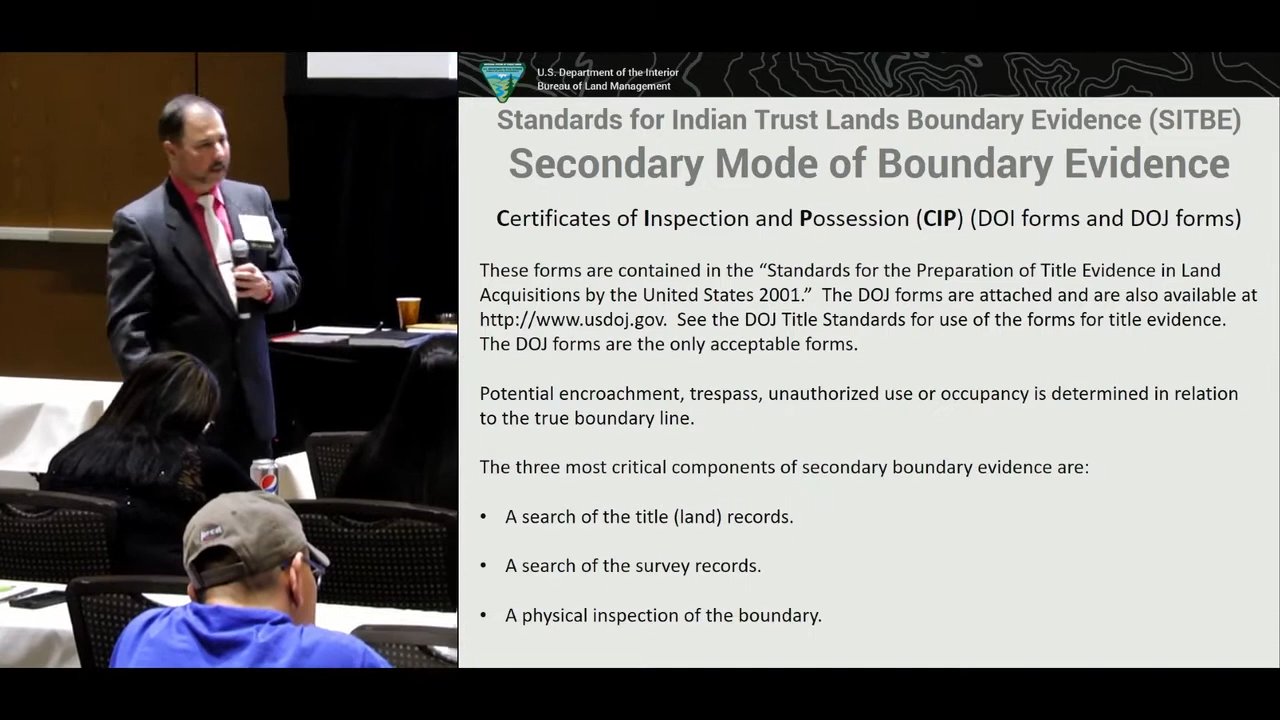 U.S. Department of the Interior
Bureau of Land Management
Standards for Indian Trust Lands Boundary Evidence (SITBE)
Secondary Mode of Boundary Evidence
Certificates of Inspection and Possession (CIP) (DOI forms and DOJ forms)
These forms are contained in the “Standards for the Preparation of Title Evidence in Land
Acquisitions by the United States 2001.”  The DOJ forms are attached and are also available at
http://www.usdoj.gov.  See the DOJ Title Standards for use of the forms for title evidence.
The DOJ forms are the only acceptable forms.
Potential encroachment, trespass, unauthorized use or occupancy is determined in relation
to the true boundary line.
The three most critical components of secondary boundary evidence are:
• A search of the title (land) records.
• A search of the survey records.
• A physical inspection of the boundary.